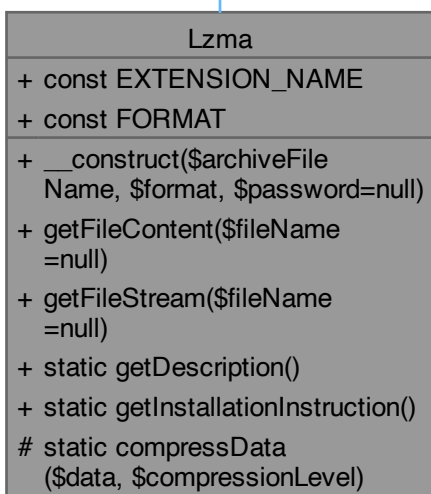 Lzma
+ const EXTENSION_NAME
+ const FORMAT
+ __construct($archiveFile
Name, $format, $password=null)
+ getFileContent($fileName
=null)
+ getFileStream($fileName
=null)
+ static getDescription()
+ static getInstallationInstruction()
# static compressData
($data, $compressionLevel)